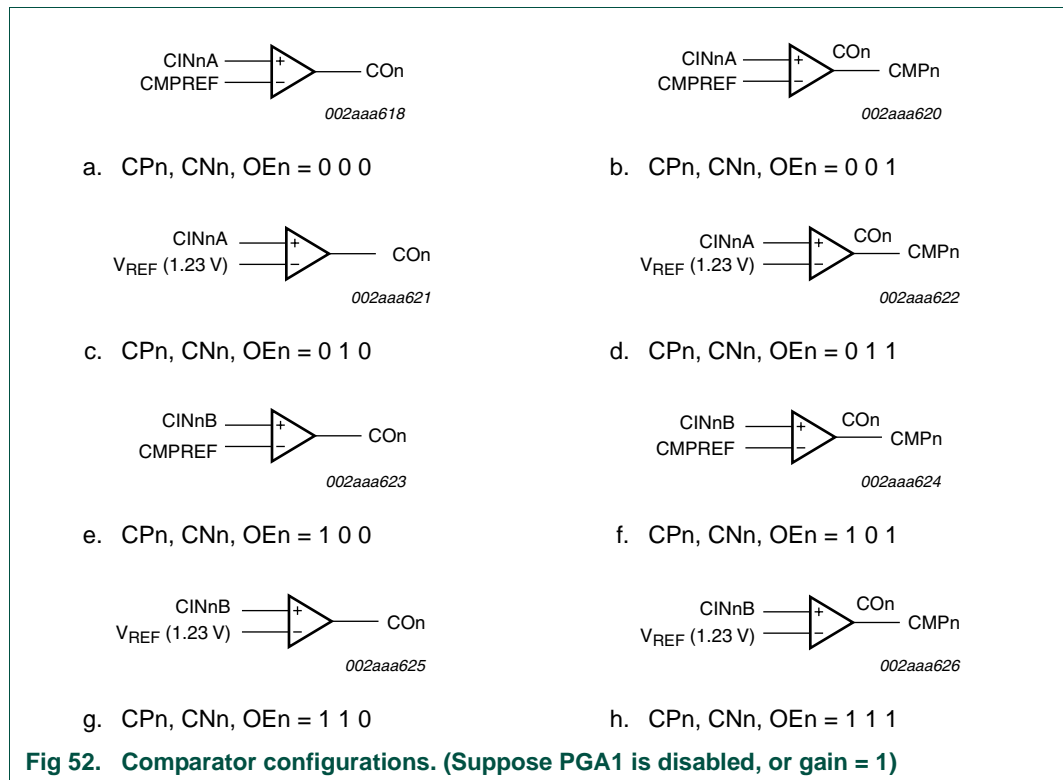 CINnA
CMPREF
+
−
COn
002aaa618
a. CPn, CNn, OEn = 0 0 0
CINnA
CMPREF
+
−
COn
CMPn
002aaa620
b. CPn, CNn, OEn = 0 0 1
CINnA
VREF (1.23 V)
+
−
COn
002aaa621
c. CPn, CNn, OEn = 0 1 0
CINnA
VREF (1.23 V)
+
−
COn
CMPn
002aaa622
d. CPn, CNn, OEn = 0 1 1
CINnB
CMPREF
+
−
COn
002aaa623
e. CPn, CNn, OEn = 1 0 0
CINnB
CMPREF
+
−
COn
CMPn
002aaa624
f. CPn, CNn, OEn = 1 0 1
CINnB
VREF (1.23 V)
+
−
COn
002aaa625
g. CPn, CNn, OEn = 1 1 0
CINnB
VREF (1.23 V)
+
−
COn
CMPn
002aaa626
h. CPn, CNn, OEn = 1 1 1
Fig 52. Comparator configurations. (Suppose PGA1 is disabled, or gain = 1)